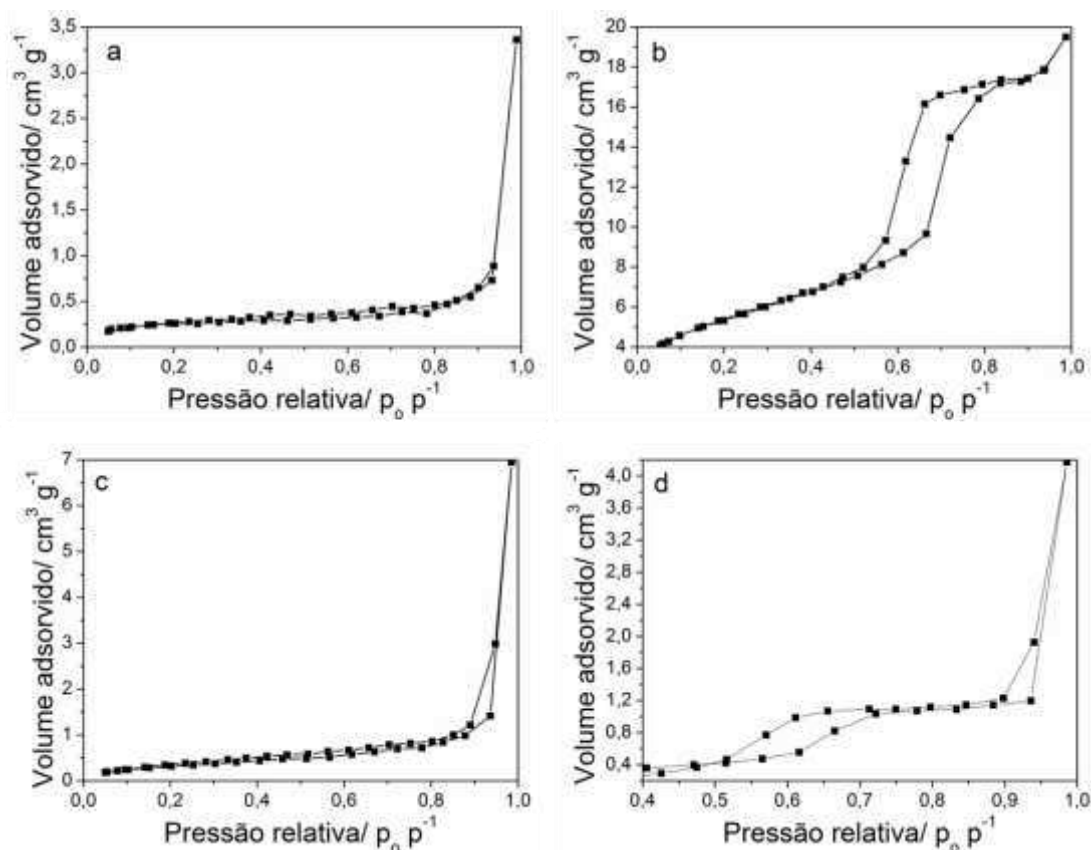 a
Volume adsorvido/ cm³ g⁻¹
3,5
3,0
2,5
2,0
1,5
1,0
0,5
0,0
0,0 0,2 0,4 0,6 0,8 1,0
Pressão relativa/ pₒ p⁻¹
b
Volume adsorvido/ cm³ g⁻¹
20
18
16
14
12
10
8
6
4
0,0 0,2 0,4 0,6 0,8 1,0
Pressão relativa/ pₒ p⁻¹
c
Volume adsorvido/ cm³ g⁻¹
7
6
5
4
3
2
1
0
0,0 0,2 0,4 0,6 0,8 1,0
Pressão relativa/ pₒ p⁻¹
d
Volume adsorvido/ cm³ g⁻¹
4,0
3,6
3,2
2,8
2,4
2,0
1,6
1,2
0,8
0,4
0,4 0,5 0,6 0,7 0,8 0,9 1,0
Pressão relativa/ pₒ p⁻¹